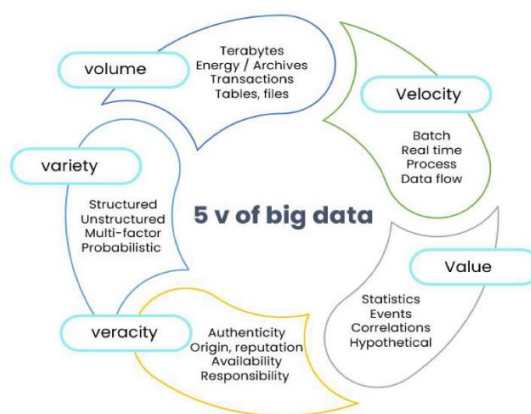 volume
Terabytes
Energy / Archives
Transactions
Tables, files
Velocity
Batch
Real time
Process
Data flow
variety
Structured
Unstructured
Multi-factor
Probabilistic
5 v of big data
Value
Statistics
Events
Correlations
Hypothetical
veracity
Authenticity
Origin, reputation
Availability
Responsibility